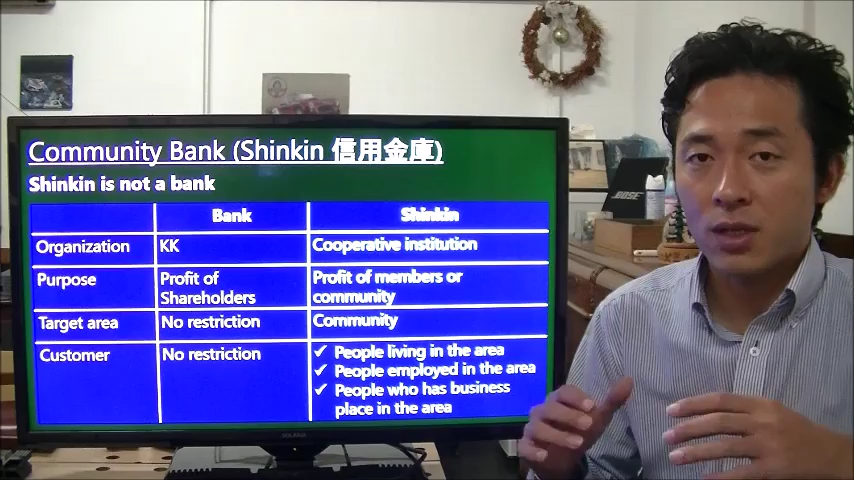 Community Bank (Shinkin 信用金庫)
Shinkin is not a bank
Bank
Shinkin
Organization
KK
Cooperative institution
Purpose
Profit of
Shareholders
Profit of members or
community
Target area
No restriction
Community
Customer
No restriction
✓ People living in the area
✓ People employed in the area
✓ People who has business
place in the area
BOSE